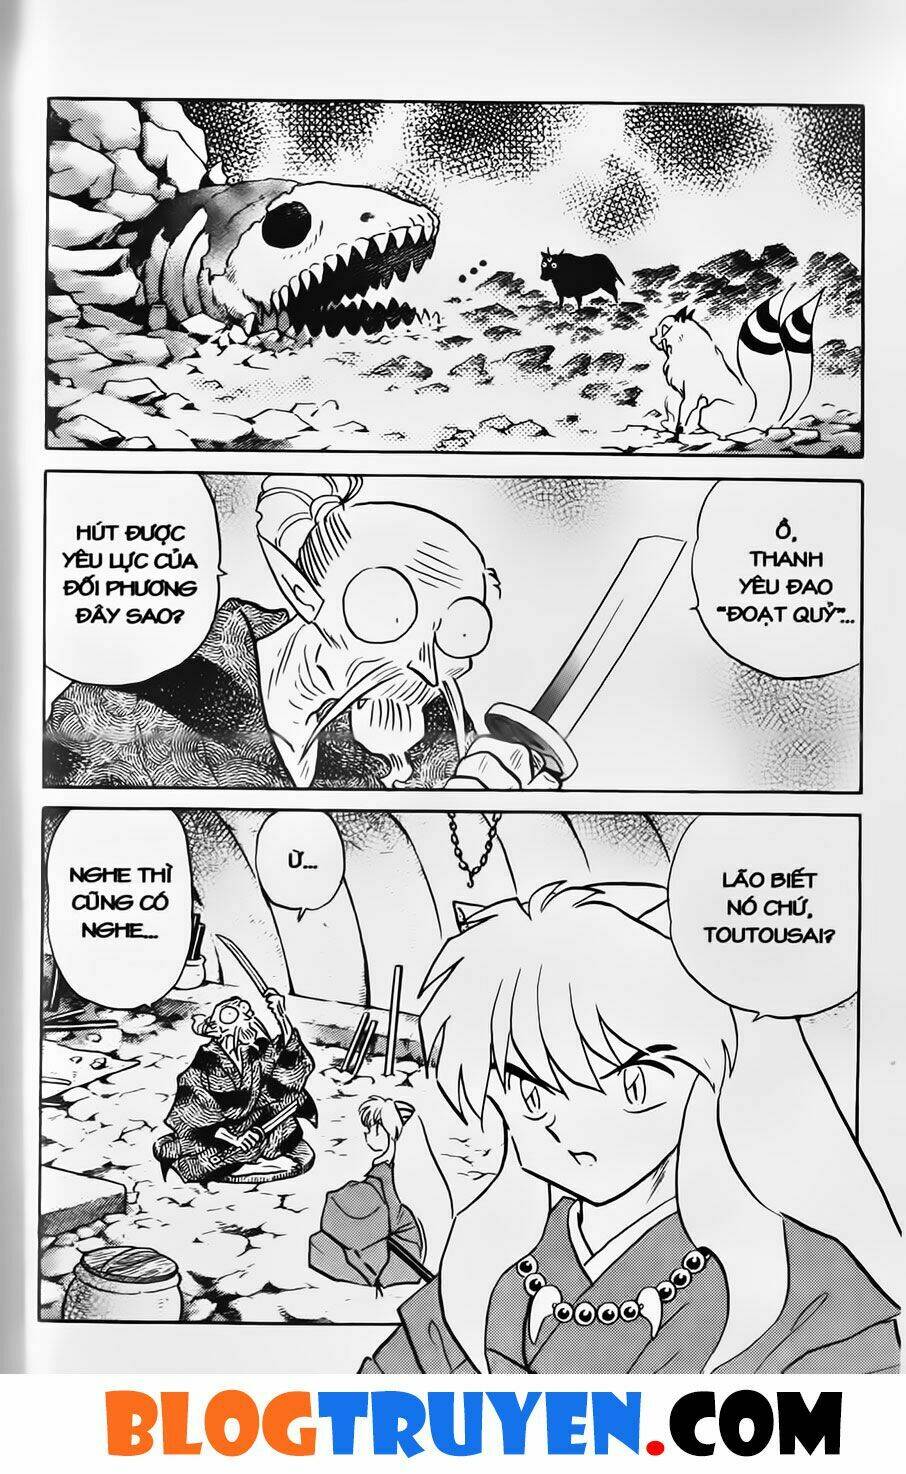 Ồ,
THANH
YÊU ĐAO
"ĐOẠT QUỶ"...
HÚT ĐƯỢC
YÊU LỰC CỦA
ĐỐI PHƯƠNG
ĐÂY SAO?
LÃO BIẾT
NÓ CHỨ,
TOUTOUSAI?
Ừ...
NGHE THÌ
CŨNG CÓ
NGHE...
BLOGTRUYEN.COM